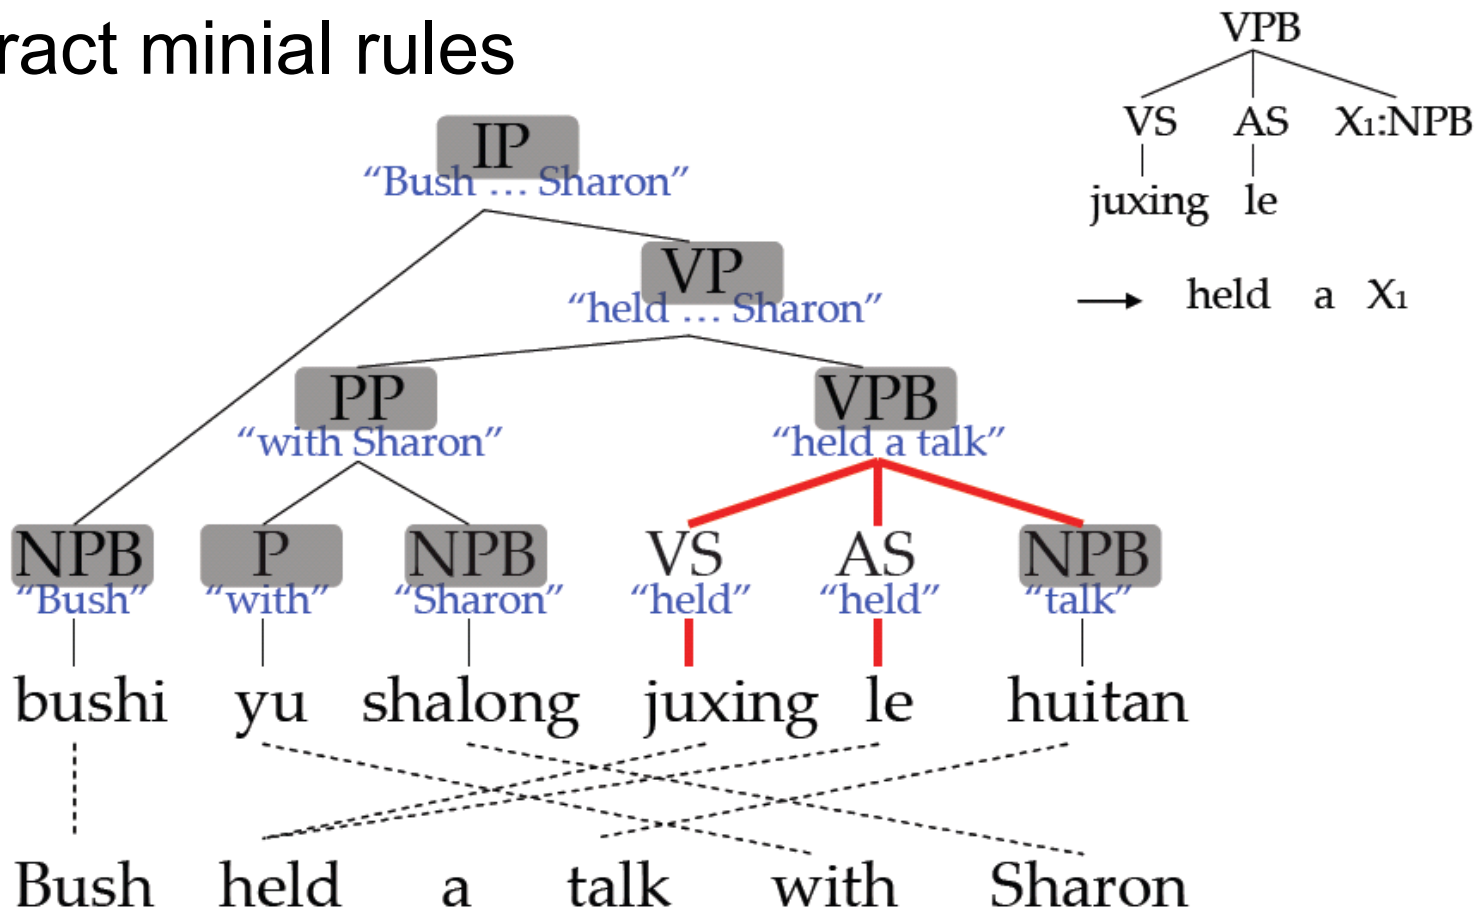 ract minial rules
VPB
VS AS X₁:NPB
juxing le
→ held a X₁
IP
“Bush … Sharon”
VP
“held … Sharon”
PP VPB
“with Sharon” “held a talk”
NPB P NPB VS AS NPB
“Bush” “with” “Sharon” “held” “held” “talk”
bushi yu shalong juxing le huitan
Bush held a talk with Sharon